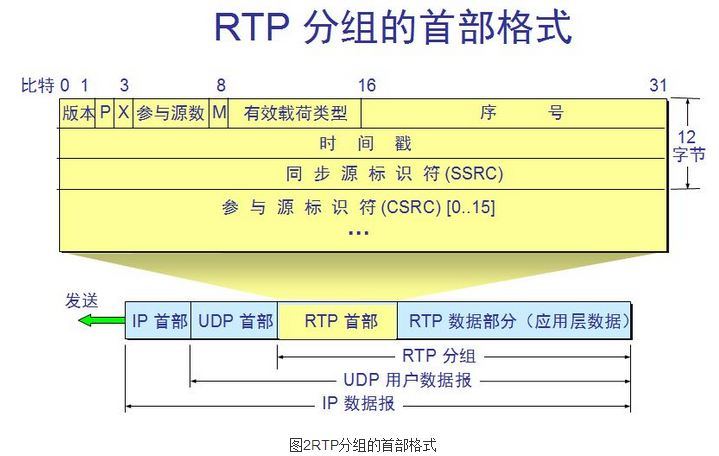 RTP 分组的首部格式
比特 0 1 3 8 16 31
版本 P X 参与源数 M 有效载荷类型 序 号
12
字节
时 间 戳
同 步 源 标 识 符 (SSRC)
参 与 源 标 识 符 (CSRC) [0..15]
...
发送
IP 首部 UDP 首部 RTP 首部 RTP 数据部分（应用层数据）
RTP 分组
UDP 用户数据报
IP 数据报
图2RTP分组的首部格式